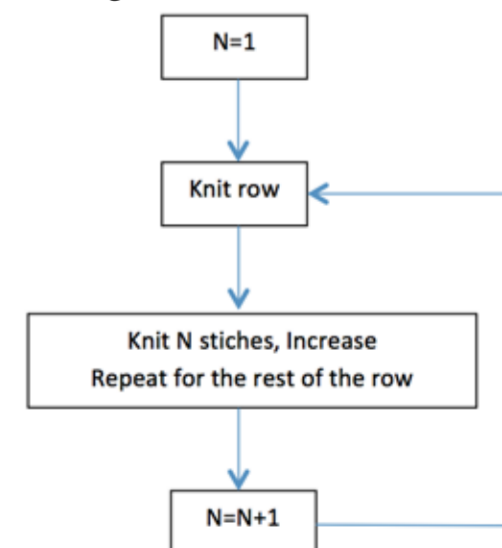 N=1
Knit row
Knit N stiches, Increase
Repeat for the rest of the row
N=N+1